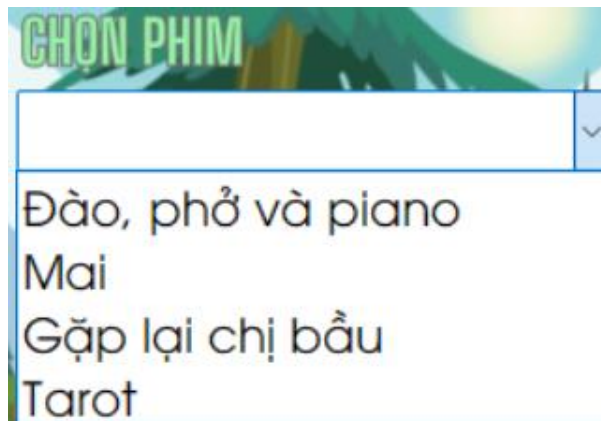 CHỌN PHIM
Đào, phở và piano
Mai
Gặp lại chị bầu
Tarot